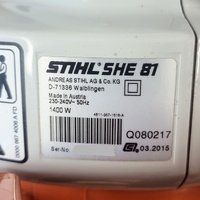 STIHL SHE 81
ANDREAS STIHL AG & Co. KG
D-71336 Waiblingen
Made in Austria
230-240V~ 50Hz
1400 W
Q080217
Ser-No:
03.2015